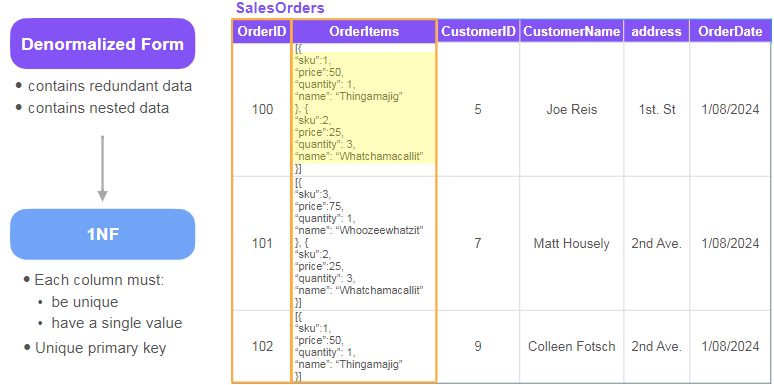 SalesOrders
Denormalized Form
• contains redundant data
• contains nested data
1NF
• Each column must:
• be unique
• have a single value
• Unique primary key
OrderID OrderItems CustomerID CustomerName address OrderDate
[{
“sku”:1,
“price”:50,
“quantity”: 1,
“name”: “Thingamajig”
}, {
“sku”:2,
“price”:25,
“quantity”: 3,
“name”: “Whatchamacallit”
}]
100 5 Joe Reis 1st. St 1/08/2024
[{
“sku”:3,
“price”:75,
“quantity”: 1,
“name”: “Whoozeewhatzit”
}, {
“sku”:2,
“price”:25,
“quantity”: 3,
“name”: “Whatchamacallit”
}]
101 7 Matt Housely 2nd Ave. 1/08/2024
[{
“sku”:1,
“price”:50,
“quantity”: 1,
“name”: “Thingamajig”
}]
102 9 Colleen Fotsch 2nd Ave. 1/08/2024